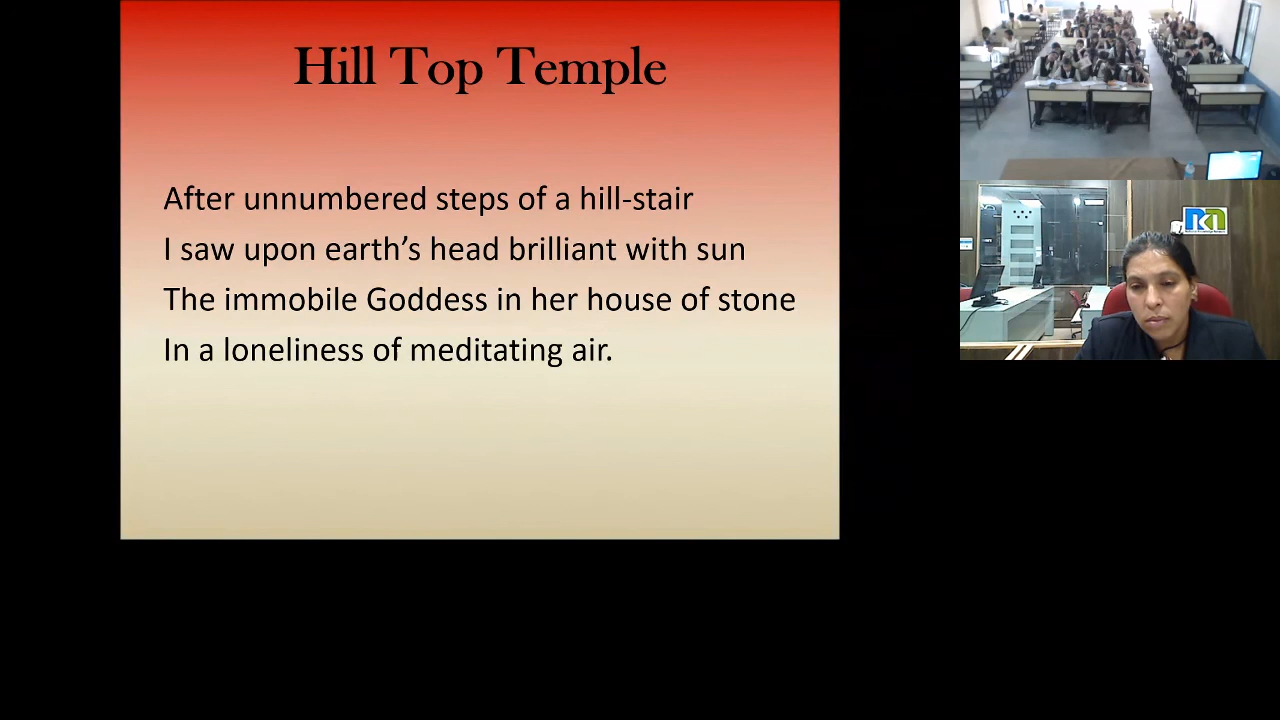 Hill Top Temple
After unnumbered steps of a hill-stair
I saw upon earth’s head brilliant with sun
The immobile Goddess in her house of stone
In a loneliness of meditating air.